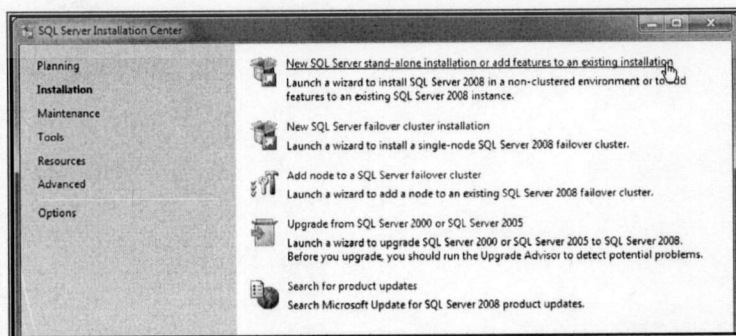 SQL Server Installation Center
Planning
Installation
Maintenance
Tools
Resources
Advanced
Options
New SQL Server stand-alone installation or add features to an existing installation
Launch a wizard to install SQL Server 2008 in a non-clustered environment or to add
features to an existing SQL Server 2008 instance.
New SQL Server failover cluster installation
Launch a wizard to install a single-node SQL Server 2008 failover cluster.
Add node to a SQL Server failover cluster
Launch a wizard to add a node to an existing SQL Server 2008 failover cluster.
Upgrade from SQL Server 2000 or SQL Server 2005
Launch a wizard to upgrade SQL Server 2000 or SQL Server 2005 to SQL Server 2008.
Before you upgrade, you should run the Upgrade Advisor to detect potential problems.
Search for product updates
Search Microsoft Update for SQL Server 2008 product updates.